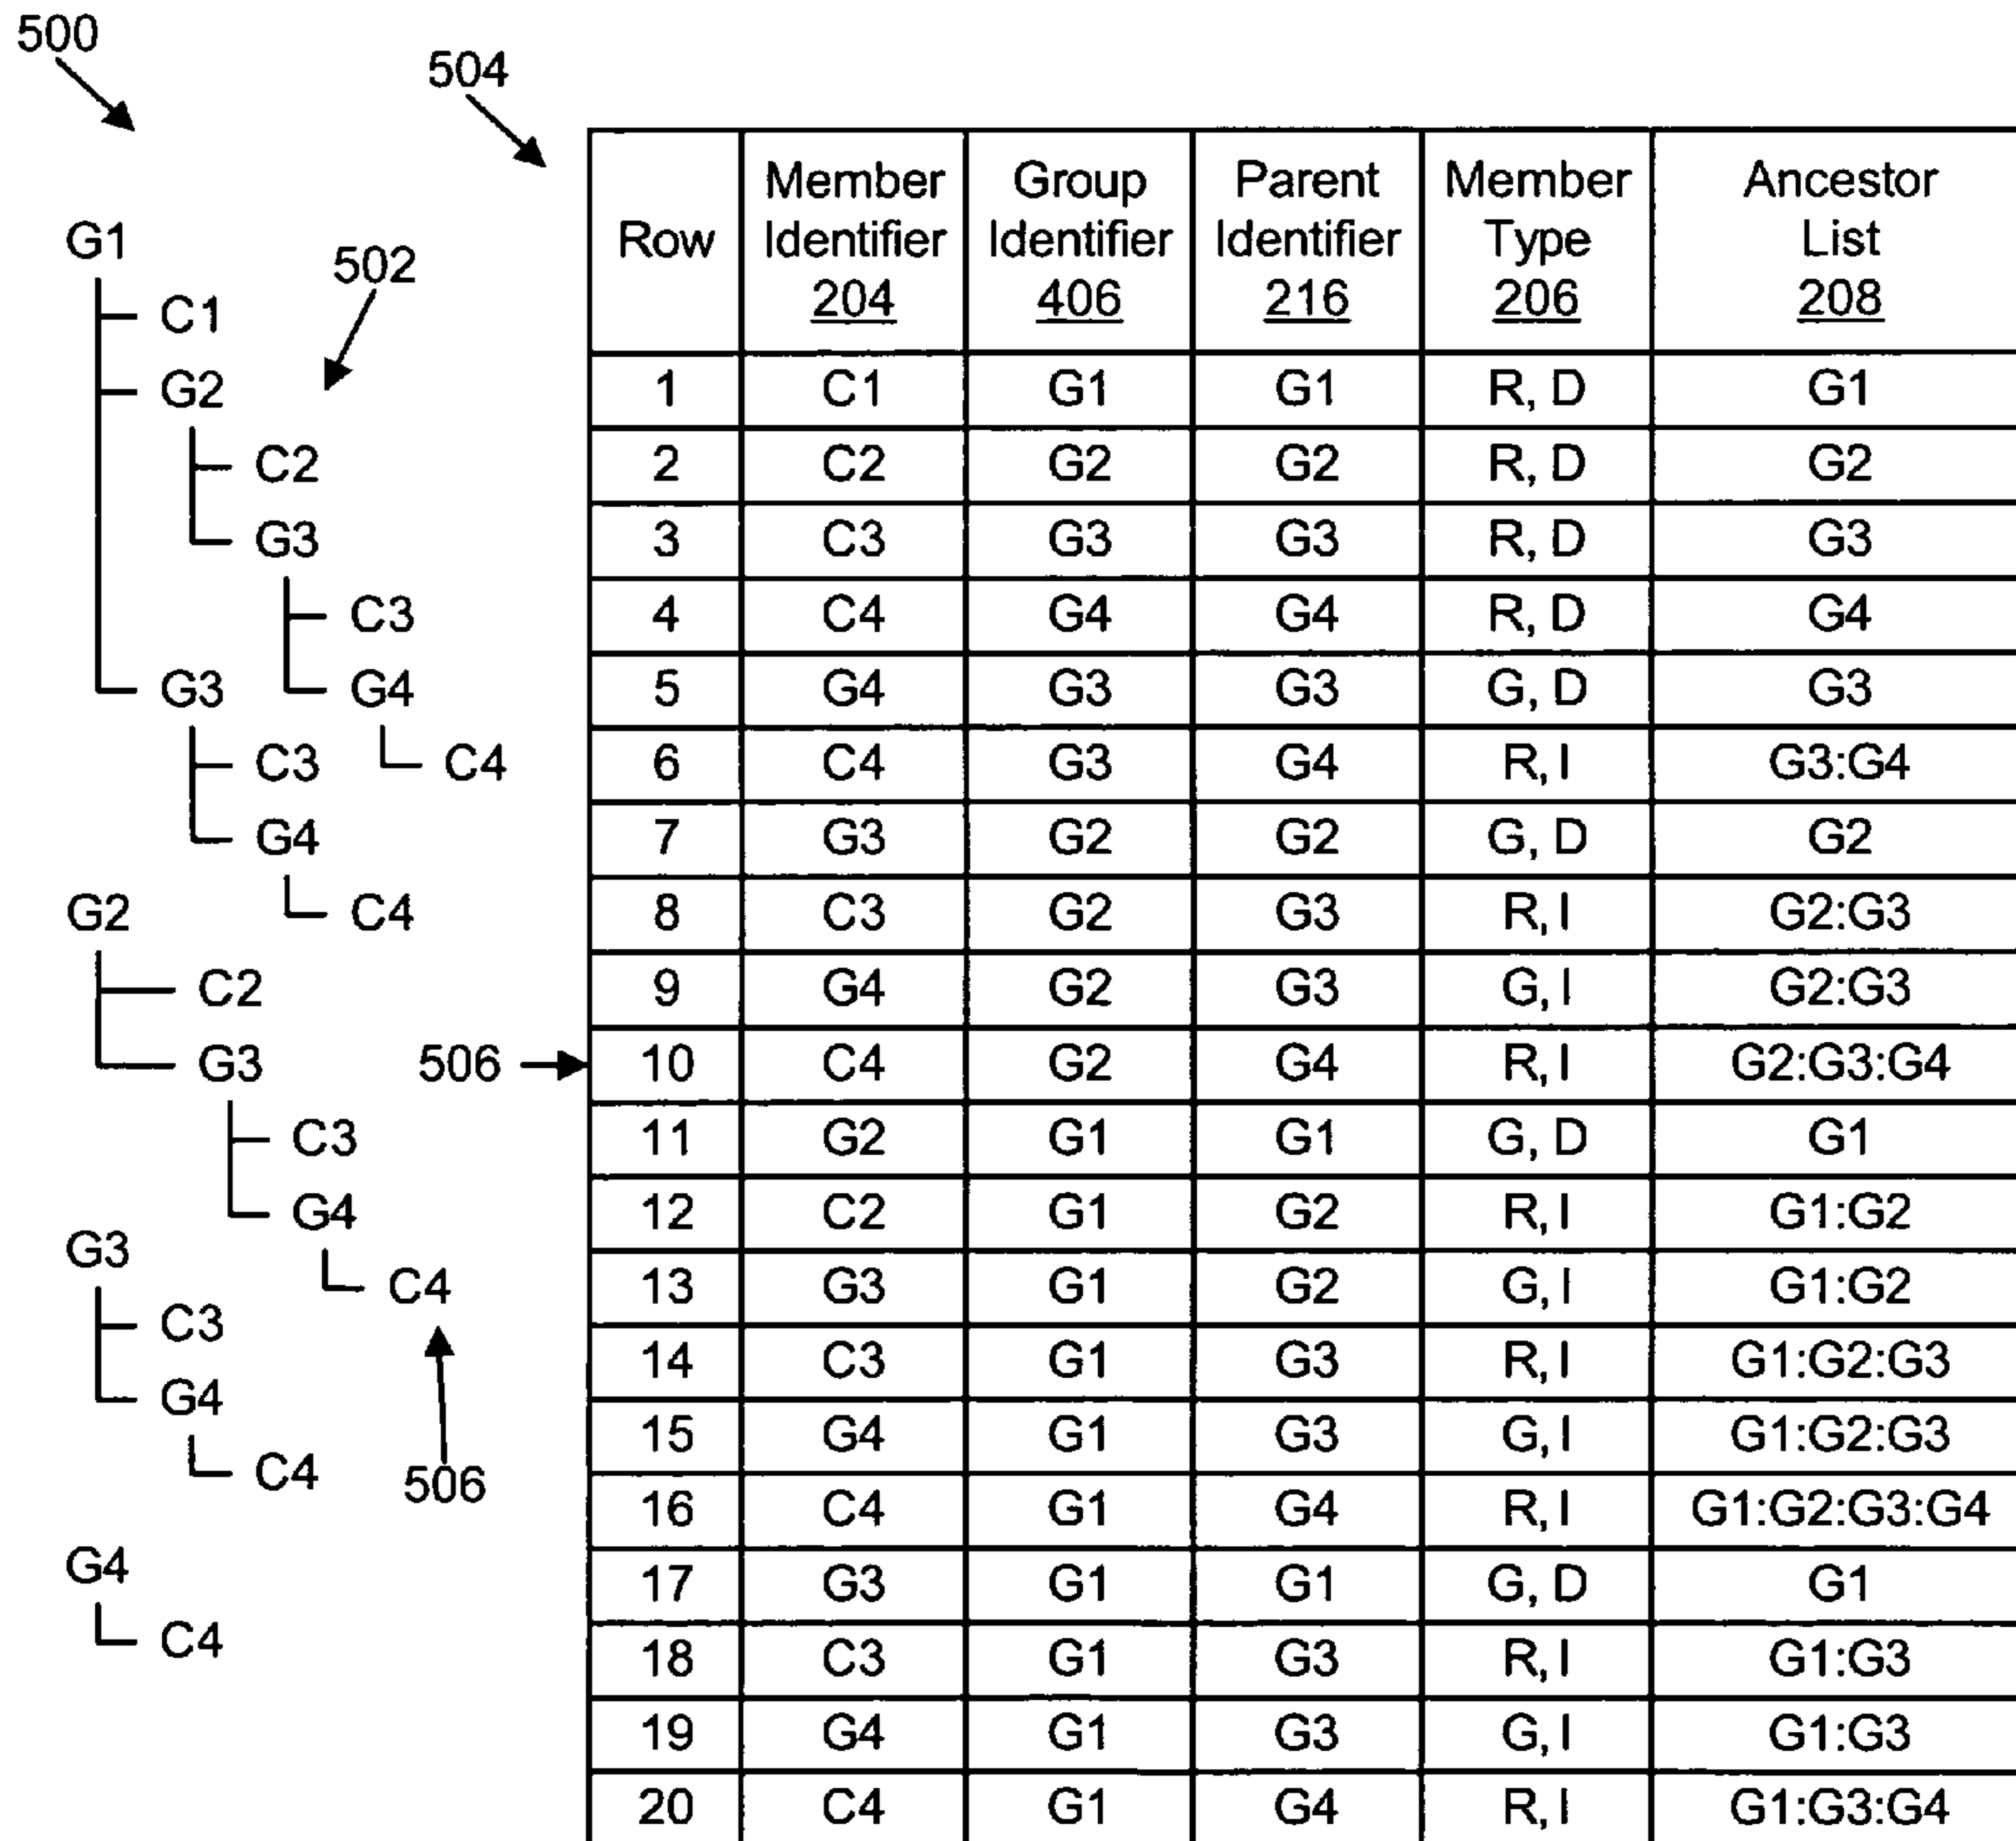 500
504
502
G1
C1
G2
C2
G3
C3
G3 G4
C3 C4
G4
C4
G2
C2
G3
C3
G4
G3
C4
C3
G4
C4
506
G4
C4
506
Row Member Identifier 204 Group Identifier 406 Parent Identifier 216 Member Type 206 Ancestor List 208
1 C1 G1 G1 R, D G1
2 C2 G2 G2 R, D G2
3 C3 G3 G3 R, D G3
4 C4 G4 G4 R, D G4
5 G4 G3 G3 G, D G3
6 C4 G3 G4 R, I G3:G4
7 G3 G2 G2 G, D G2
8 C3 G2 G3 R, I G2:G3
9 G4 G2 G3 G, I G2:G3
10 C4 G2 G4 R, I G2:G3:G4
11 G2 G1 G1 G, D G1
12 C2 G1 G2 R, I G1:G2
13 G3 G1 G2 G, I G1:G2
14 C3 G1 G3 R, I G1:G2:G3
15 G4 G1 G3 G, I G1:G2:G3
16 C4 G1 G4 R, I G1:G2:G3:G4
17 G3 G1 G1 G, D G1
18 C3 G1 G3 R, I G1:G3
19 G4 G1 G3 G, I G1:G3
20 C4 G1 G4 R, I G1:G3:G4